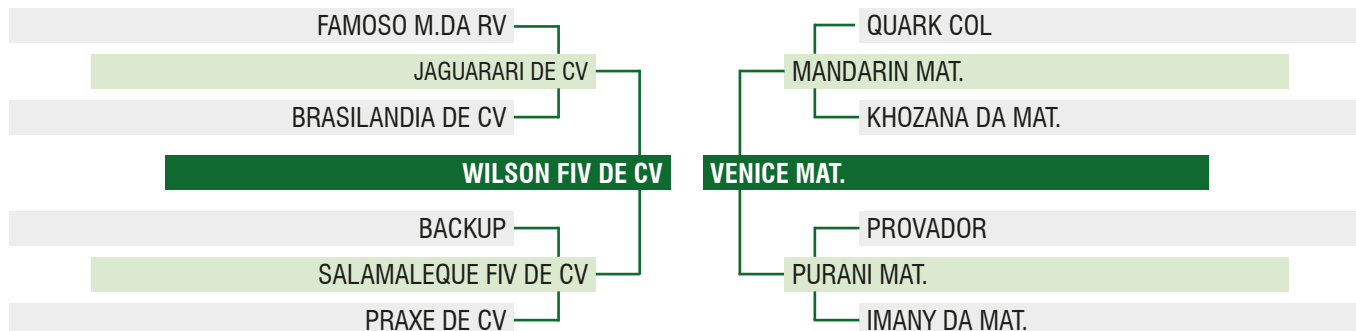 FAMOSO M.DA RV
JAGUARARI DE CV
BRASILANDIA DE CV
WILSON FIV DE CV
BACKUP
SALAMALEQUE FIV DE CV
PRAXE DE CV
QUARK COL
MANDARIN MAT.
KHOZANA DA MAT.
VENICE MAT.
PROVADOR
PURANI MAT.
IMANY DA MAT.